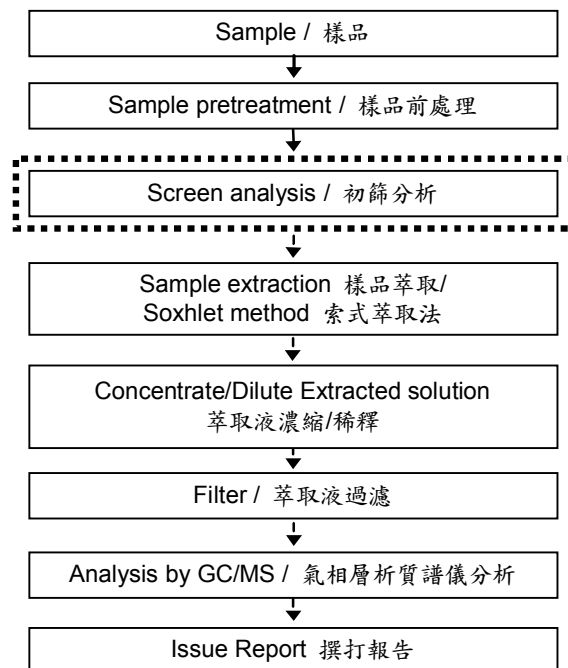 Sample / 樣品
Sample pretreatment / 樣品前處理
Screen analysis / 初篩分析
Sample extraction 樣品萃取/
Soxhlet method 索式萃取法
Concentrate/Dilute Extracted solution
萃取液濃縮/稀釋
Filter / 萃取液過濾
Analysis by GC/MS / 氣相層析質譜儀分析
Issue Report 撰打報告